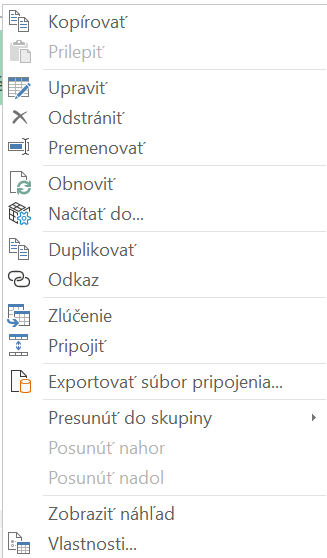 Kopírovať
Prilepiť
Upraviť
Odstrániť
Premenovať
Obnoviť
Načítať do...
Duplikovať
Odkaz
Zlúčenie
Pripojiť
Exportovať súbor pripojenia...
Presunúť do skupiny
Posunúť nahor
Posunúť nadol
Zobraziť náhľad
Vlastnosti...